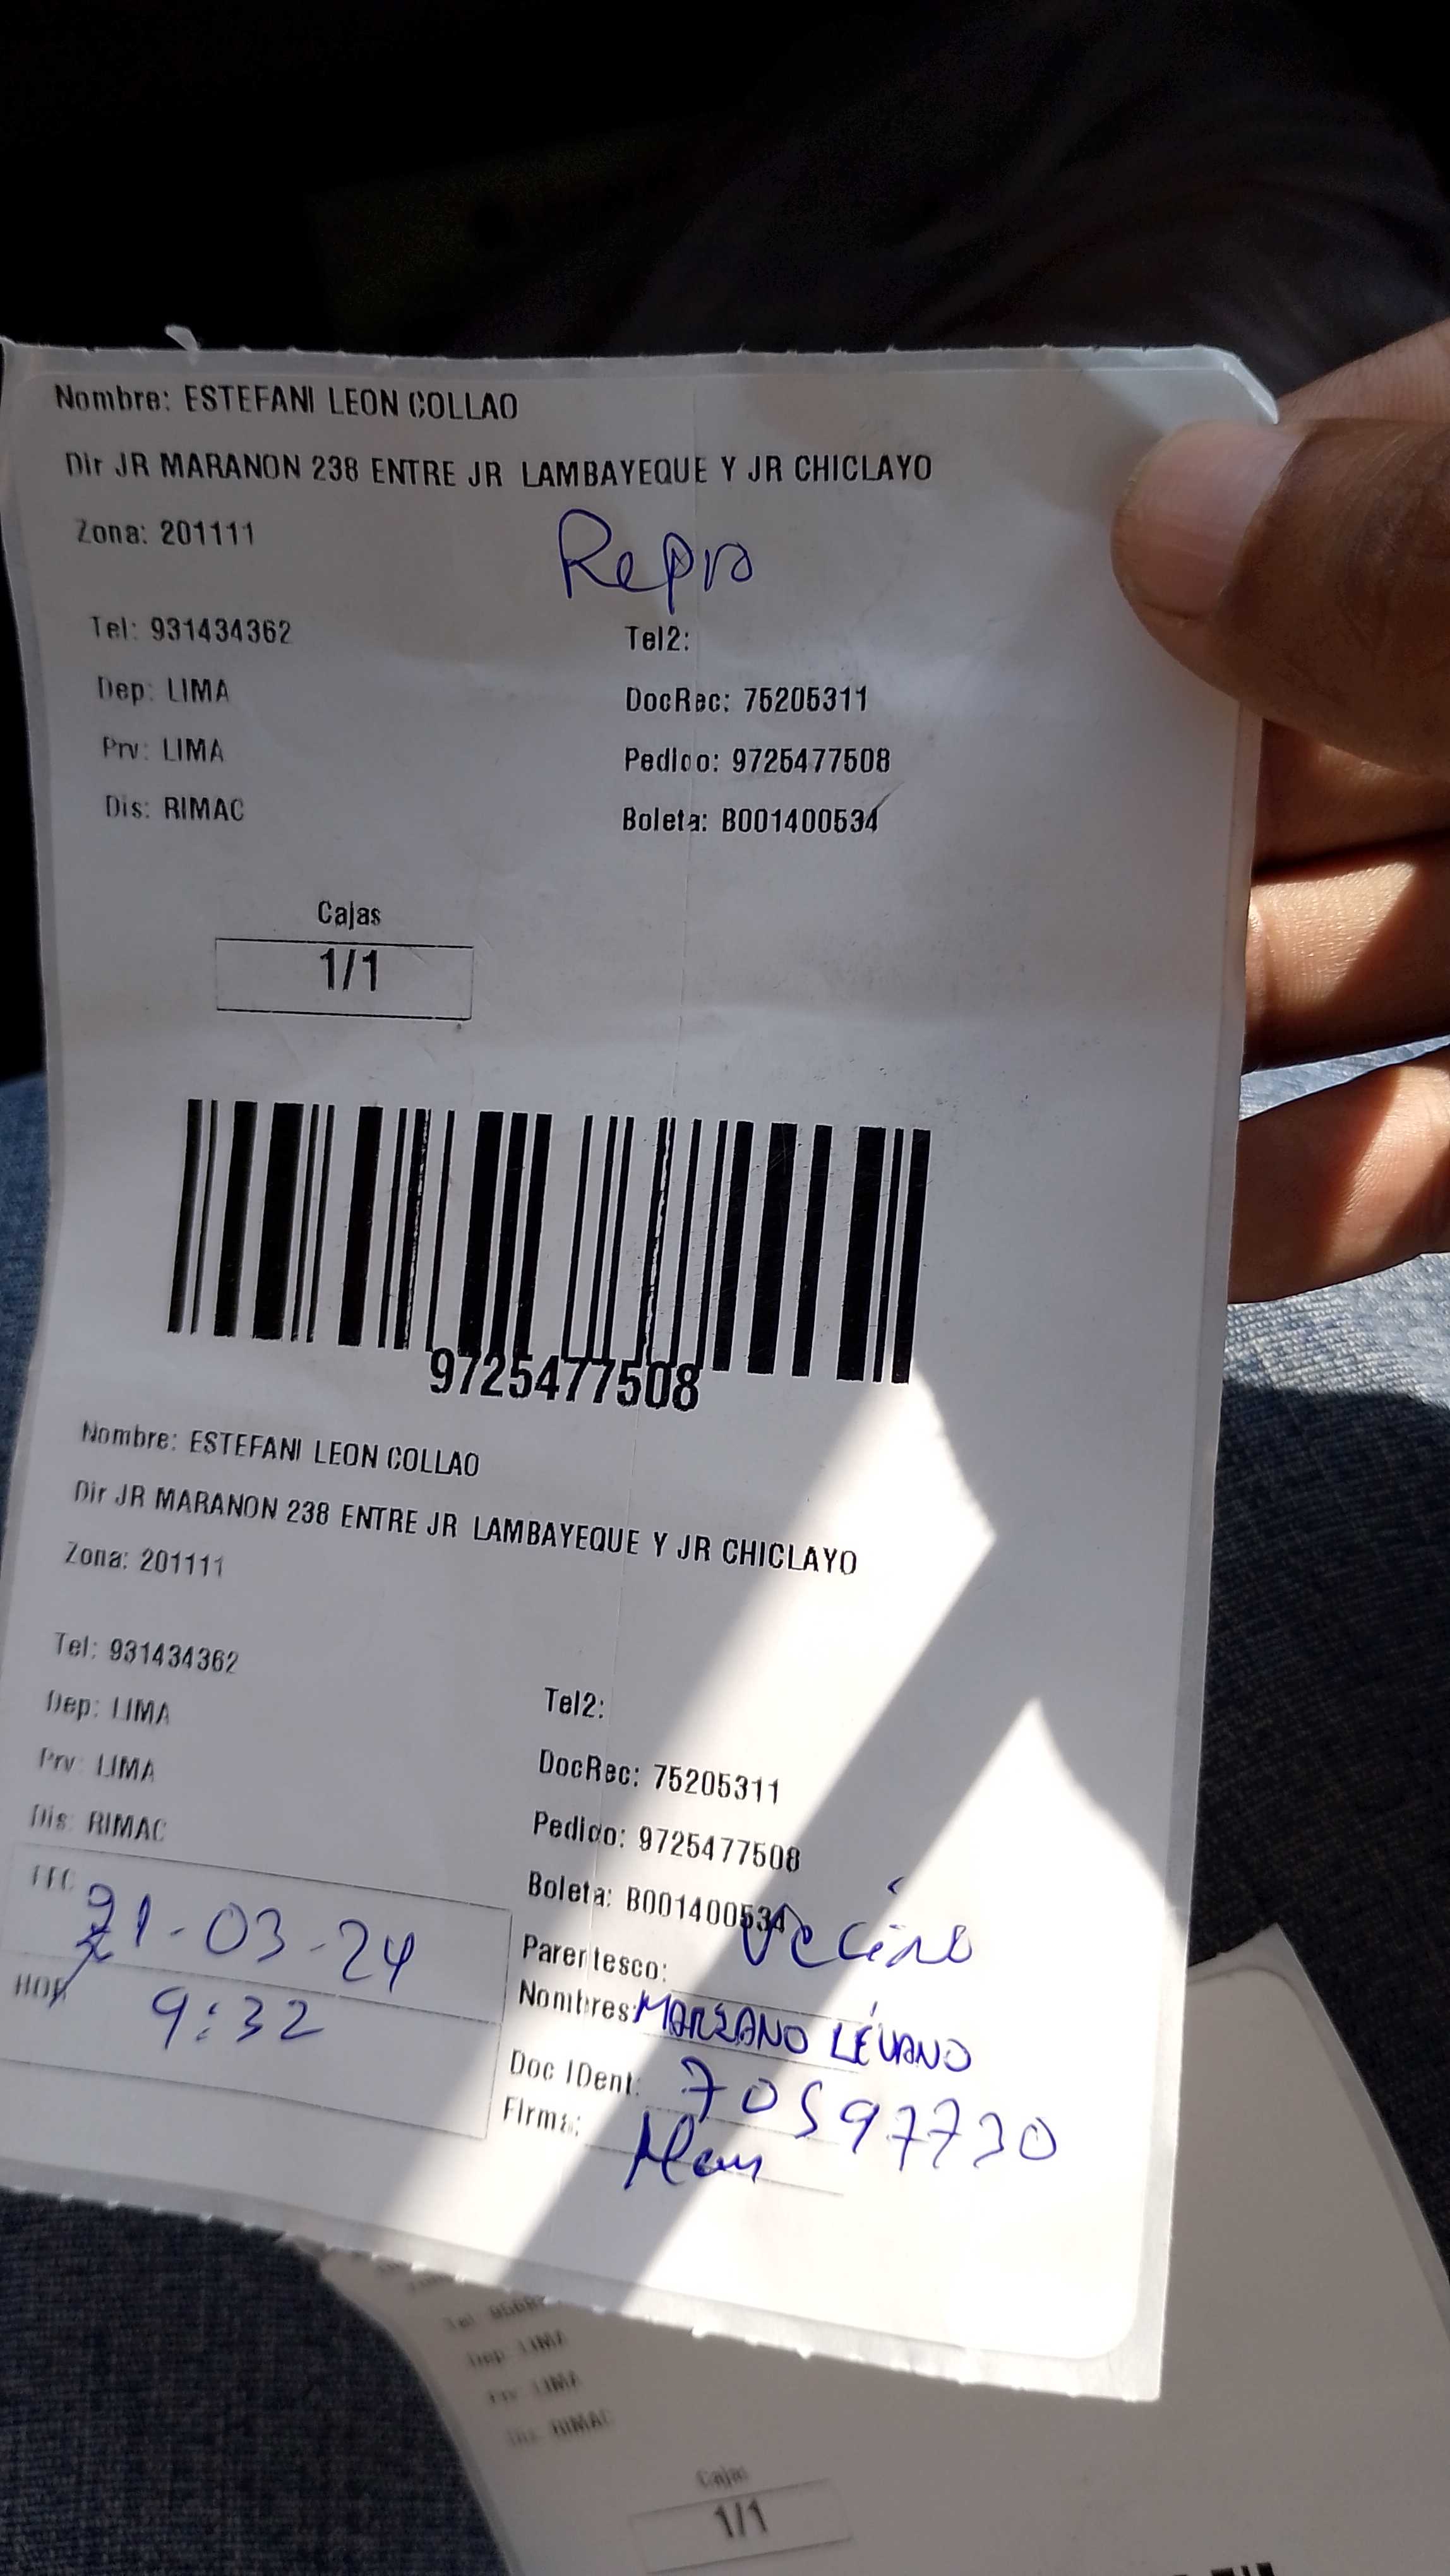 Nombre: ESTEFANI LEON COLLAO
Dir JR MARANON 238 ENTRE JR LAMBAYEQUE Y JR CHICLAYO
Zona: 201111
Repro
Tel: 931434362 Tel2:
Dep: LIMA DocRec: 75205311
Prv: LIMA Pedido: 9725477508
Dis: RIMAC Boleta: B001400534
Cajas
1/1
9725477508
Nombre: ESTEFANI LEON COLLAO
Dir JR MARANON 238 ENTRE JR LAMBAYEQUE Y JR CHICLAYO
Zona: 201111
Tel: 931434362 Tel2:
Dep: LIMA DocRec: 75205311
Prv: LIMA Pedido: 9725477508
Dis: RIMAC Boleta: B001400534
21-03-24
9:32
Parentesco: Vecino
Nombres: MARZANO LÉVANO
Doc IDent: 70597730
Firma:
Dep: LIMA
Prv: LIMA
Dis: RIMAC
Cajas
1/1